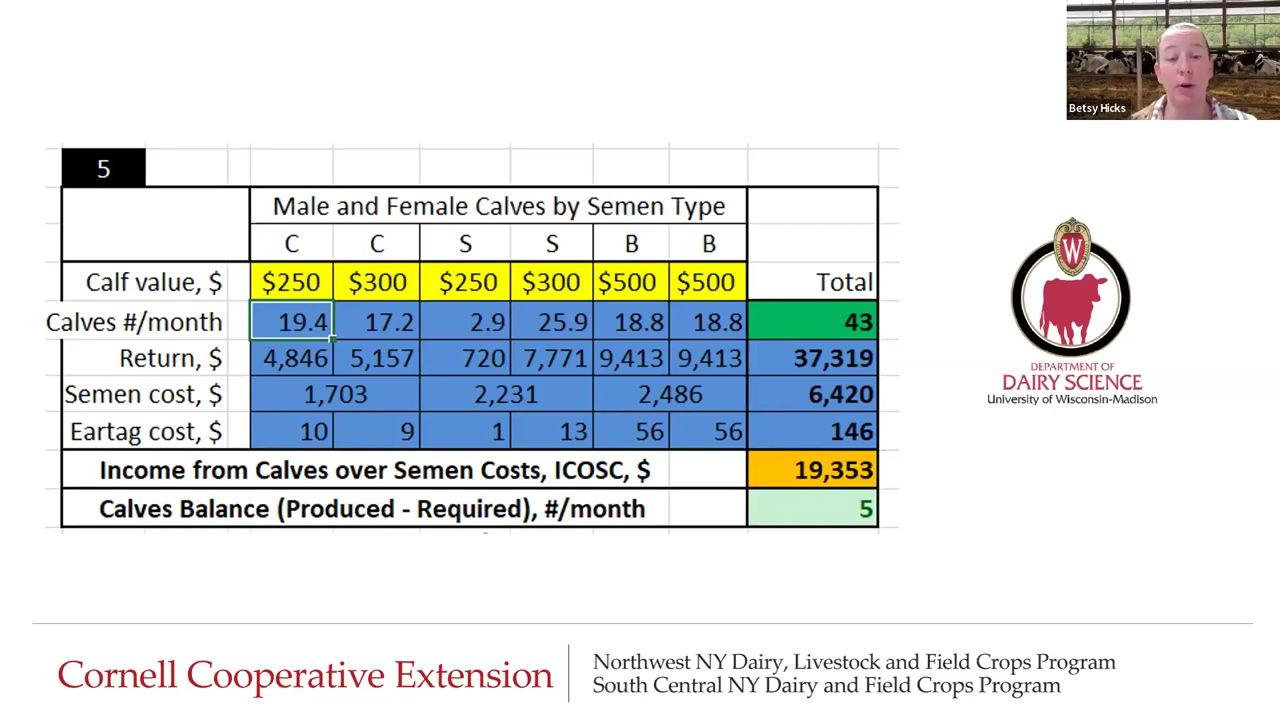 Betsy Hicks
5
Male and Female Calves by Semen Type
C C S S B B
Calf value, $ $250 $300 $250 $300 $500 $500 Total
Calves #/month 19.4 17.2 2.9 25.9 18.8 18.8 43
Return, $ 4,846 5,157 720 7,771 9,413 9,413 37,319
Semen cost, $ 1,703 2,231 2,486 6,420
Eartag cost, $ 10 9 1 13 56 56 146
Income from Calves over Semen Costs, ICOSC, $ 19,353
Calves Balance (Produced - Required), #/month 5
W
DEPARTMENT OF
DAIRY SCIENCE
University of Wisconsin-Madison
Cornell Cooperative Extension
Northwest NY Dairy, Livestock and Field Crops Program
South Central NY Dairy and Field Crops Program